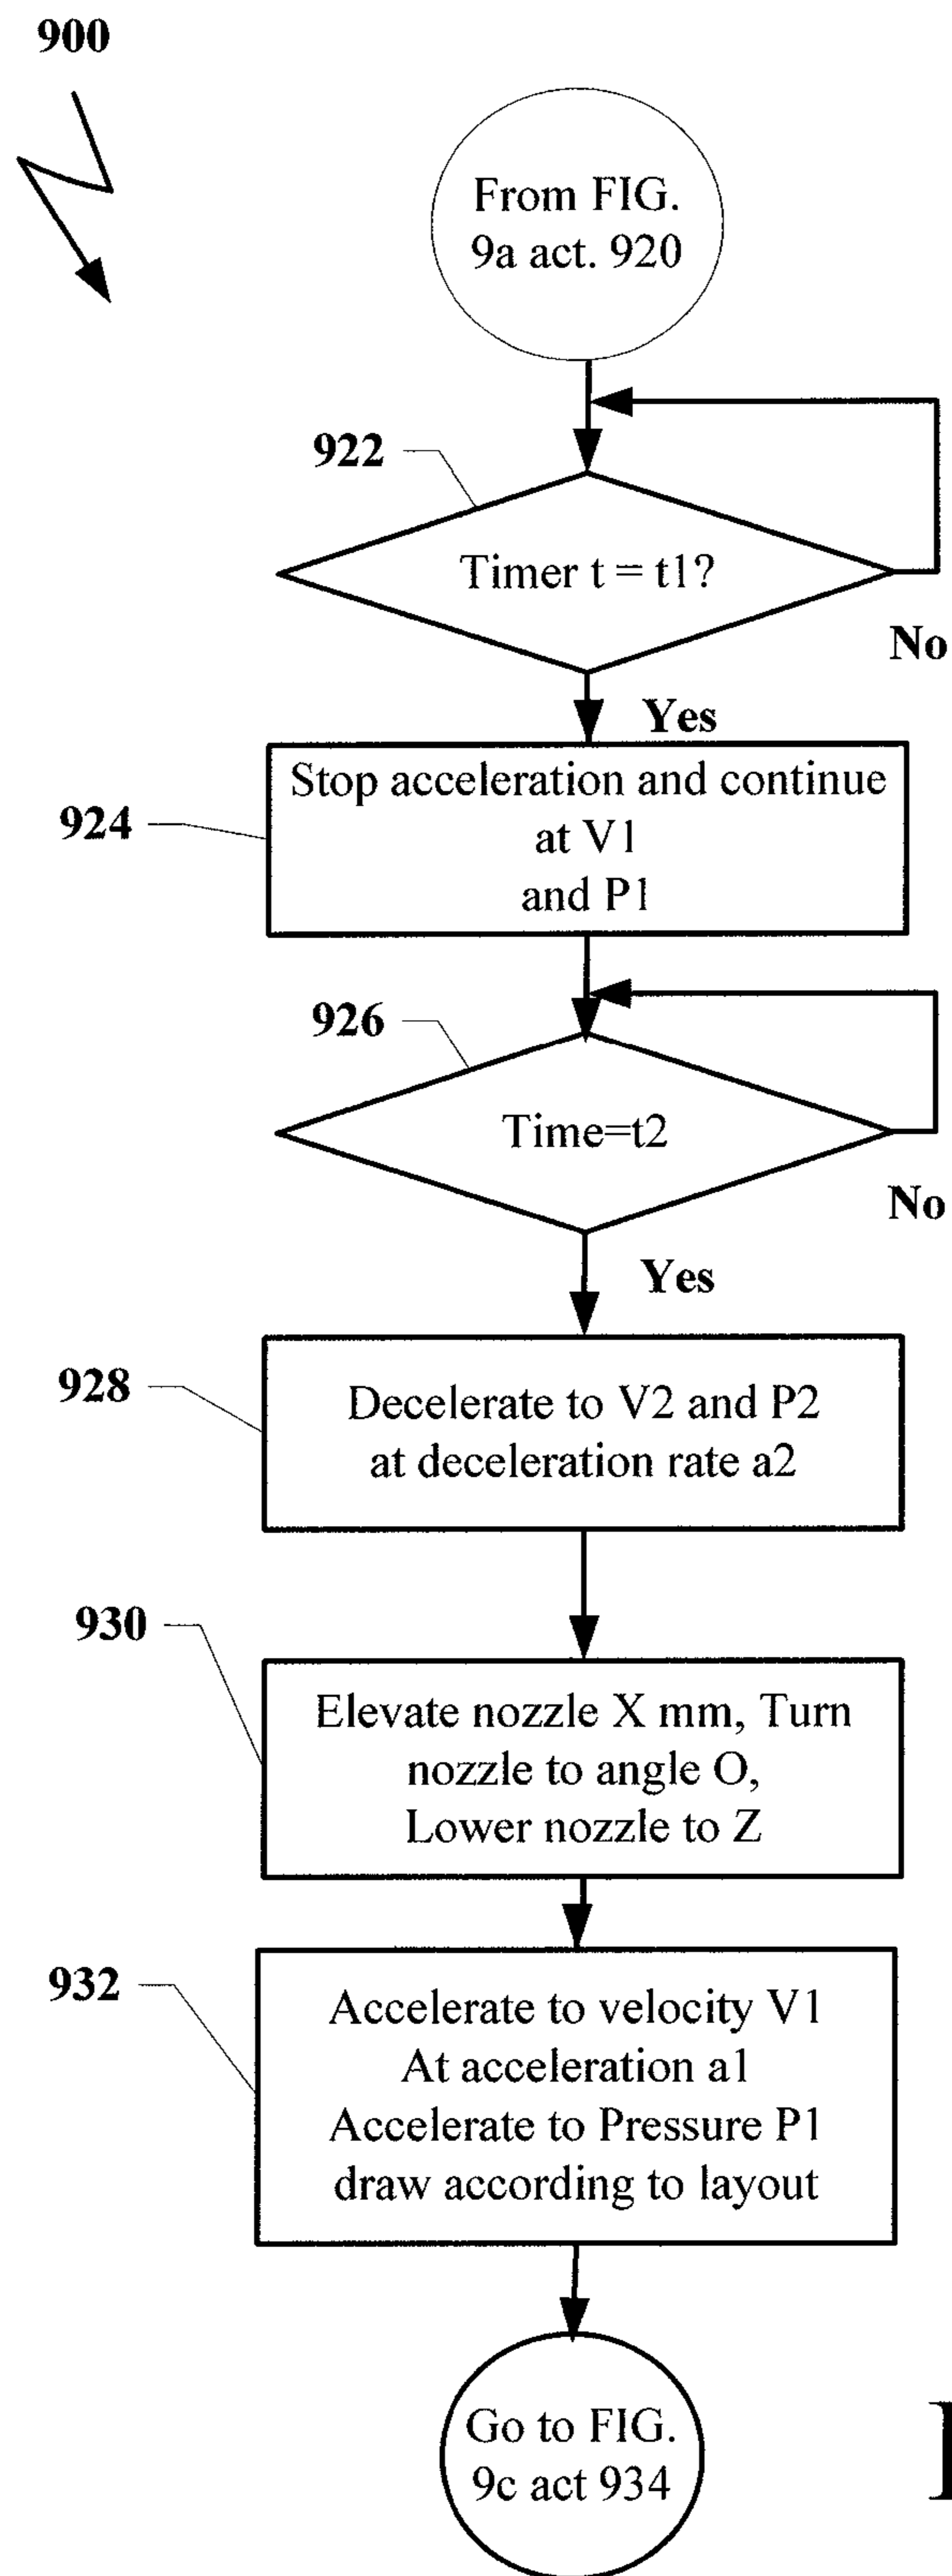 900
From FIG.
9a act. 920
922
Timer t = t1?
No
Yes
924
Stop acceleration and continue
at V1
and P1
926
Time=t2
No
Yes
928
Decelerate to V2 and P2
at deceleration rate a2
930
Elevate nozzle X mm, Turn
nozzle to angle O,
Lower nozzle to Z
932
Accelerate to velocity V1
At acceleration a1
Accelerate to Pressure P1
draw according to layout
Go to FIG.
9c act 934